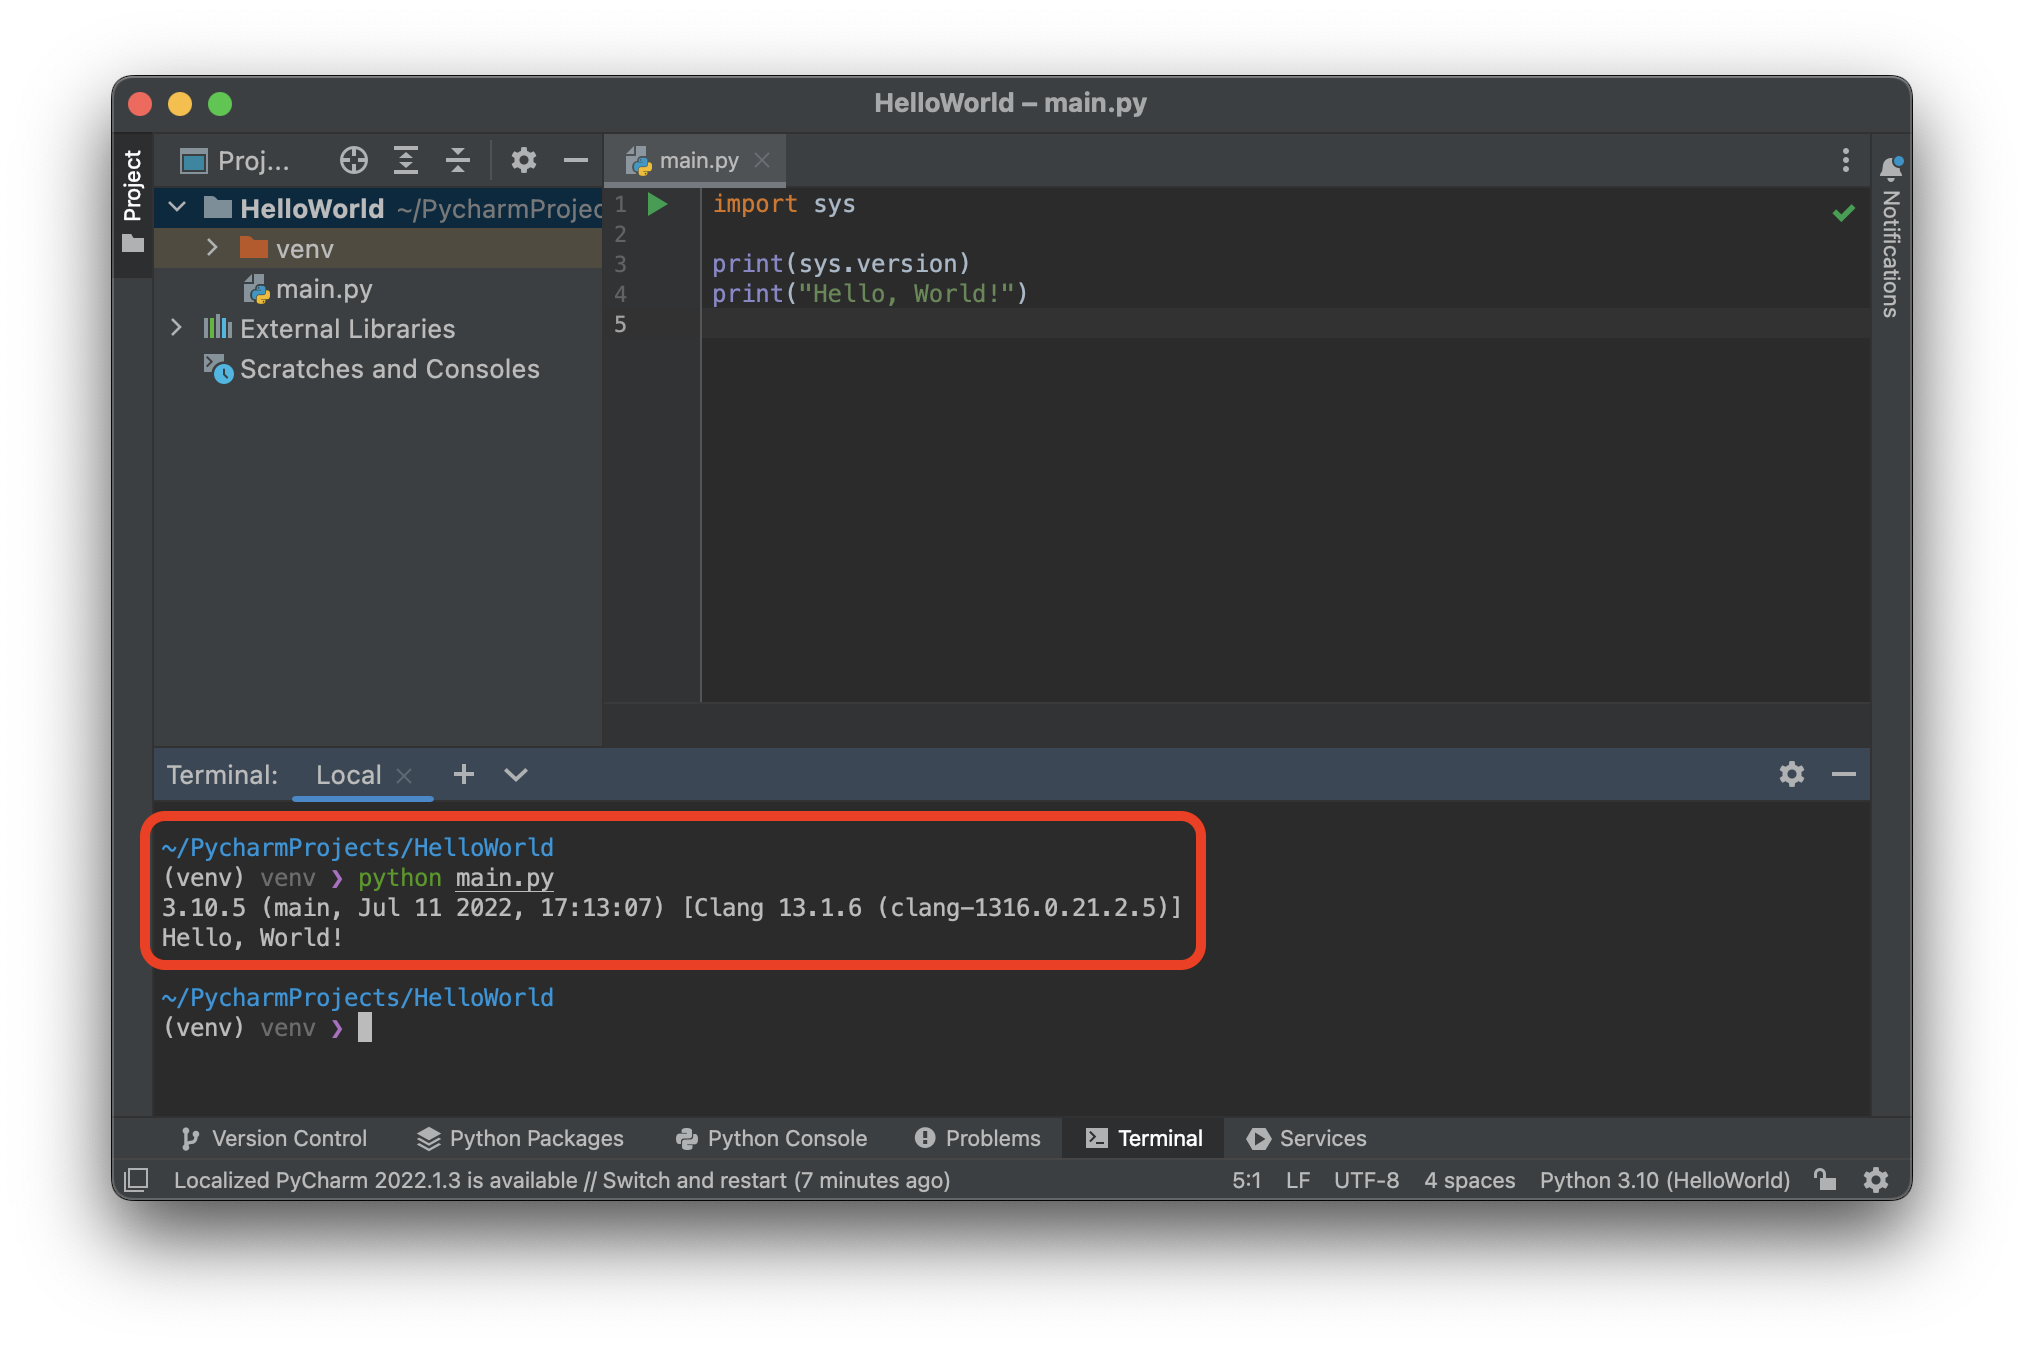 HelloWorld – main.py
Project
Proj...
HelloWorld ~/PycharmProjec
venv
main.py
External Libraries
Scratches and Consoles
main.py
1 import sys
2
3 print(sys.version)
4 print("Hello, World!")
5
Notifications
Terminal: Local
~/PycharmProjects/HelloWorld
(venv) venv ❯ python main.py
3.10.5 (main, Jul 11 2022, 17:13:07) [Clang 13.1.6 (clang-1316.0.21.2.5)]
Hello, World!
~/PycharmProjects/HelloWorld
(venv) venv ❯
Version Control Python Packages Python Console Problems Terminal Services
Localized PyCharm 2022.1.3 is available // Switch and restart (7 minutes ago) 5:1 LF UTF-8 4 spaces Python 3.10 (HelloWorld)